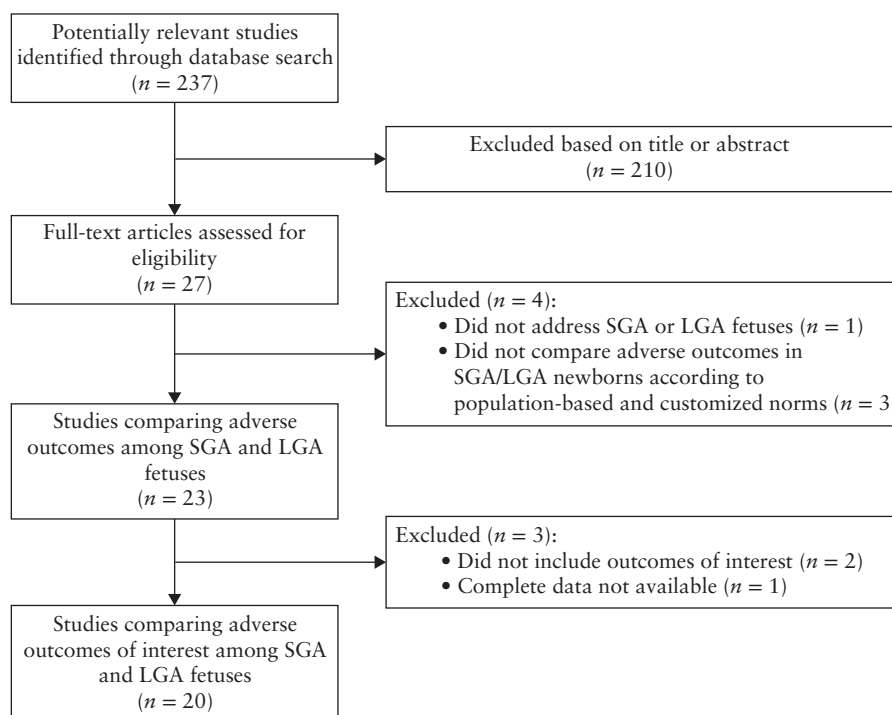 Potentially relevant studies
identified through database search
(n = 237)
Excluded based on title or abstract
(n = 210)
Full-text articles assessed for
eligibility
(n = 27)
Excluded (n = 4):
• Did not address SGA or LGA fetuses (n = 1)
• Did not compare adverse outcomes in
SGA/LGA newborns according to
population-based and customized norms (n = 3
Studies comparing adverse
outcomes among SGA and LGA
fetuses
(n = 23)
Excluded (n = 3):
• Did not include outcomes of interest (n = 2)
• Complete data not available (n = 1)
Studies comparing adverse
outcomes of interest among SGA
and LGA fetuses
(n = 20)